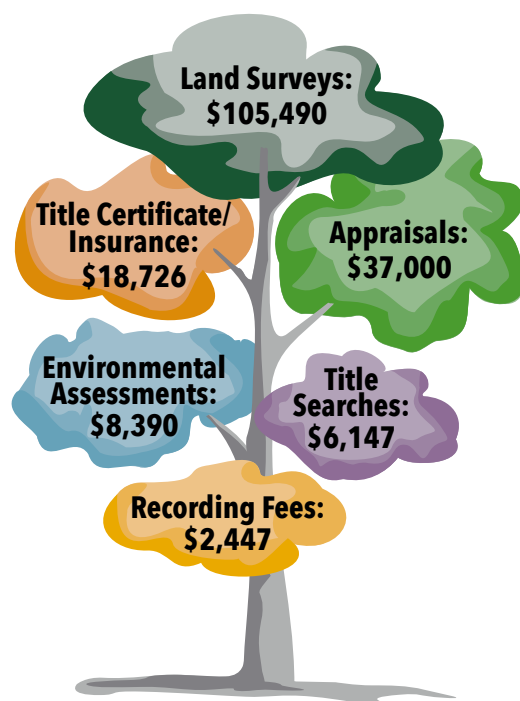 Land Surveys:
$105,490
Title Certificate/
Insurance:
$18,726
Appraisals:
$37,000
Environmental
Assessments:
$8,390
Title
Searches:
$6,147
Recording Fees:
$2,447